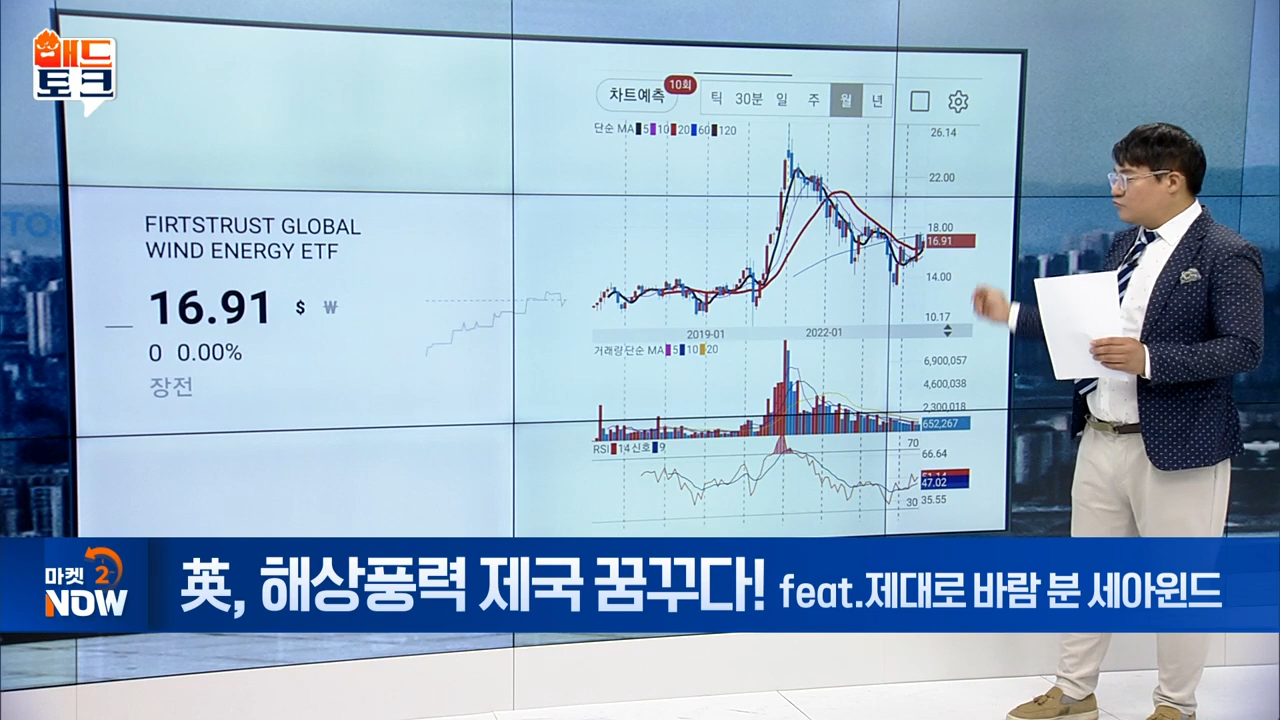 매드
토크
차트예측
10회
틱 30분 일 주 월 년
단순 MA 5 10 20 60 120
26.14
22.00
18.00
16.91
14.00
10.17
2019-01 2022-01
거래량단순 MA 5 10 20
6,900,057
4,600,038
2,300,018
652,267
RSI 14 신호 9
70
66.64
47.02
35.55
30
FIRTSTRUST GLOBAL
WIND ENERGY ETF
16.91 $ ₩
0 0.00%
장전
마켓 2
NOW
英, 해상풍력 제국 꿈꾸다! feat.제대로 바람 분 세아윈드